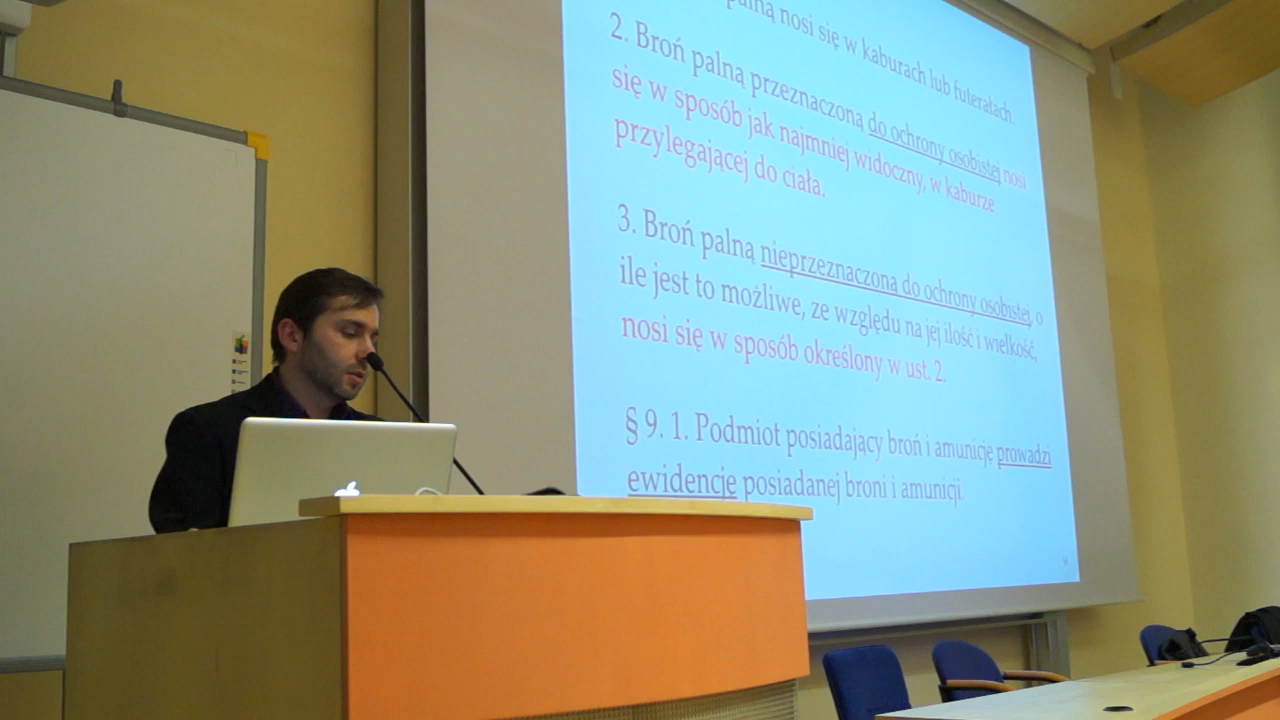 palną nosi się w kaburach lub futerałach.
2. Broń palną przeznaczoną do ochrony osobistej nosi
się w sposób jak najmniej widoczny, w kaburze
przylegającej do ciała.
3. Broń palną nieprzeznaczoną do ochrony osobistej, o
ile jest to możliwe, ze względu na jej ilość i wielkość,
nosi się w sposób określony w ust. 2.
§ 9. 1. Podmiot posiadający broń i amunicję prowadzi
ewidencję posiadanej broni i amunicji.